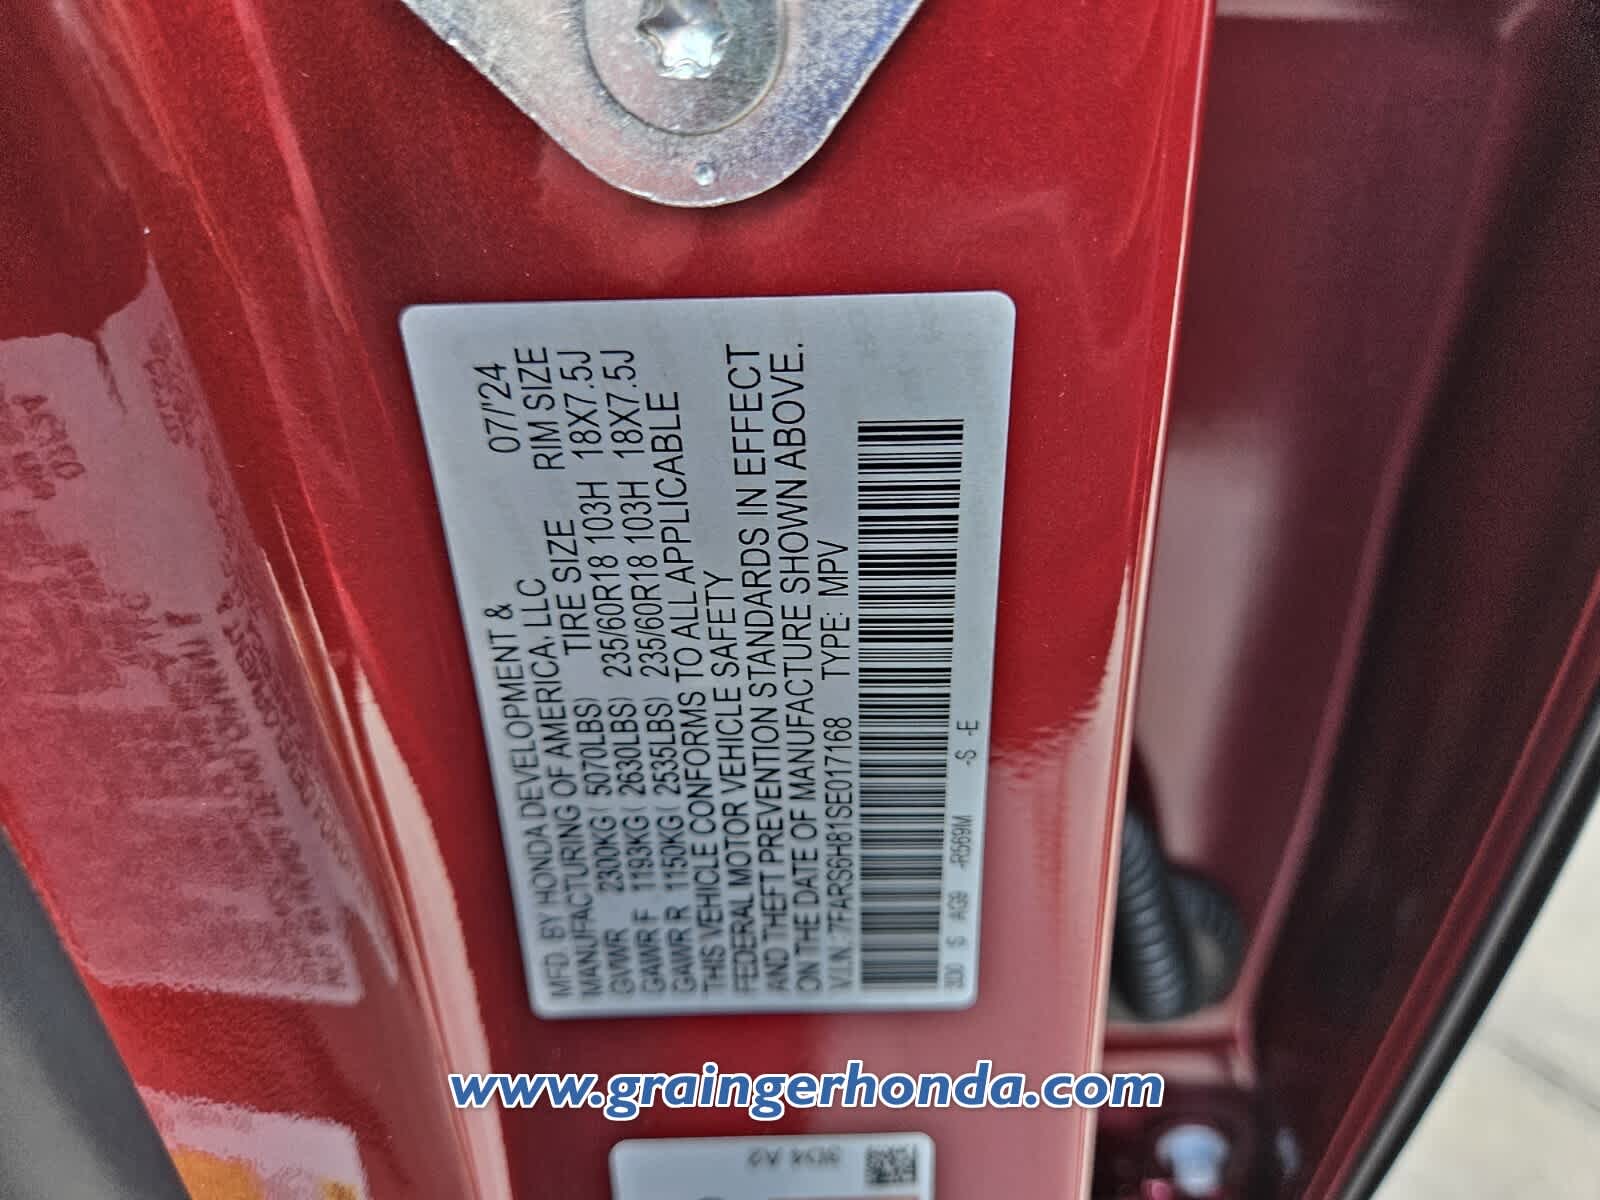 MFD. BY HONDA DEVELOPMENT & 07/'24
MANUFACTURING OF AMERICA, LLC
GVWR 2300KG( 5070LBS) TIRE SIZE RIM SIZE
GAWR F 1193KG( 2630LBS) 235/60R18 103H 18X7.5J
GAWR R 1150KG( 2535LBS) 235/60R18 103H 18X7.5J
THIS VEHICLE CONFORMS TO ALL APPLICABLE
FEDERAL MOTOR VEHICLE SAFETY
AND THEFT PREVENTION STANDARDS IN EFFECT
ON THE DATE OF MANUFACTURE SHOWN ABOVE.
V.I.N. 7FARS6H81SE017168 TYPE: MPV
3LD0 S AG9 -R569M -S -E
www.graingerhonda.com